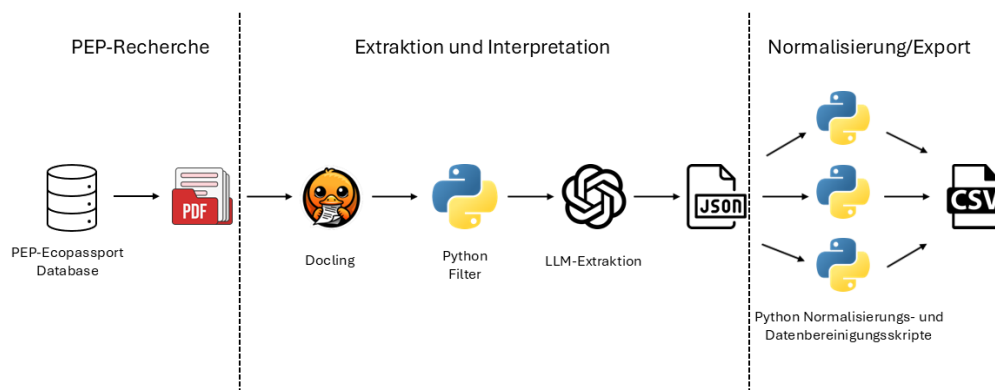 PEP-Recherche
Extraktion und Interpretation
Normalisierung/Export
PDF
JSON
CSV
PEP-Ecopassport
Database
Docling
Python
Filter
LLM-Extraktion
Python Normalisierungs- und
Datenbereinigungsskripte